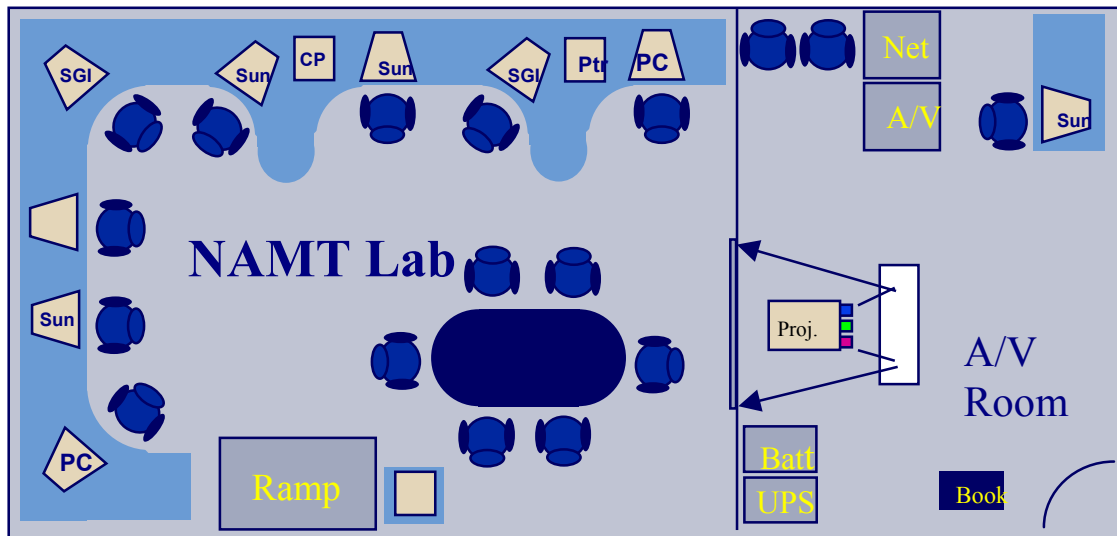 SGI
Sun
CP
Sun
SGI
Ptr
PC
Net
A/V
Sun
NAMT Lab
Sun
Proj.
A/V
Room
PC
Ramp
Batt
UPS
Book